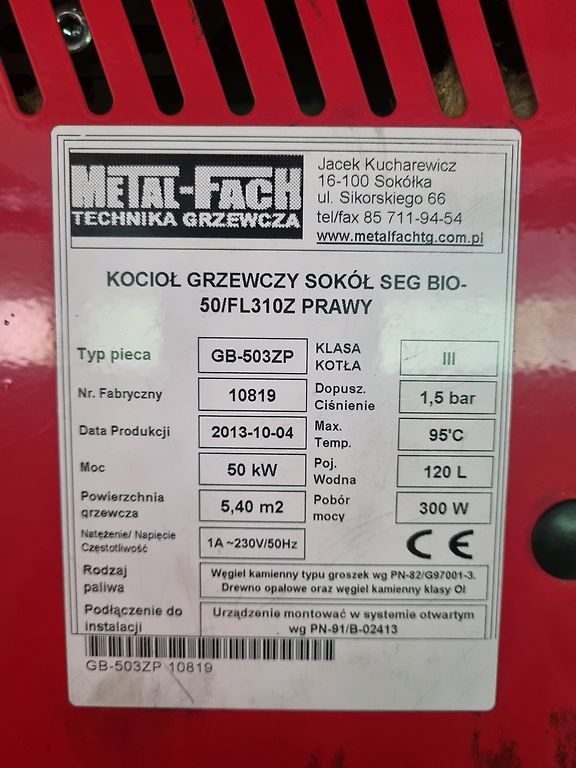 METAL-FACH
TECHNIKA GRZEWCZA
Jacek Kucharewicz
16-100 Sokółka
ul. Sikorskiego 66
tel/fax 85 711-94-54
www.metalfachtg.com.pl
KOCIOŁ GRZEWCZY SOKÓŁ SEG BIO-
50/FL310Z PRAWY
Typ pieca GB-503ZP
KLASA
KOTŁA III
Nr. Fabryczny 10819
Dopusz.
Ciśnienie 1,5 bar
Data Produkcji 2013-10-04
Max.
Temp. 95'C
Moc 50 kW
Poj.
Wodna 120 L
Powierzchnia
grzewcza 5,40 m2
Pobór
mocy 300 W
Natężenie/ Napięcie
Częstotliwość 1A ~230V/50Hz
CE
Rodzaj
paliwa
Węgiel kamienny typu groszek wg PN-82/G97001-3.
Drewno opałowe oraz węgiel kamienny klasy OI
Podłączenie do
instalacji
Urządzenie montować w systemie otwartym
wg PN-91/B-02413
GB-503ZP 10819